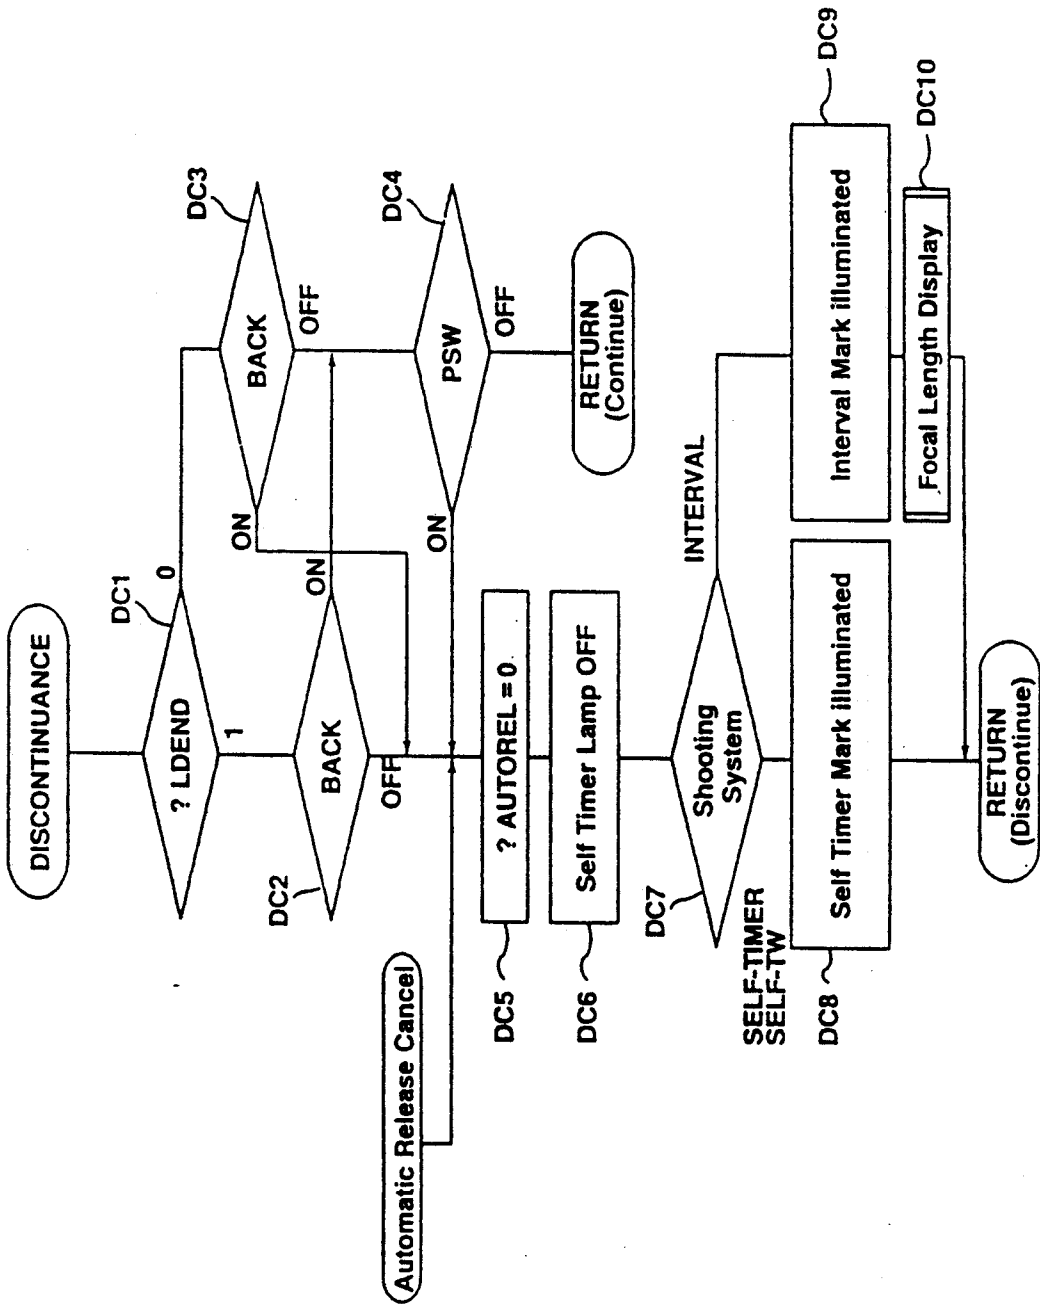 DISCONTINUANCE
DC1
? LDEND
0
1
DC3
BACK
ON
OFF
DC2
BACK
ON
OFF
DC4
PSW
ON
OFF
RETURN
(Continue)
Automatic Release Cancel
DC5
? AUTOREL = 0
DC6
Self Timer Lamp OFF
DC7
Shooting
System
INTERVAL
SELF-TIMER
SELF-TW
DC8
Self Timer Mark illuminated
DC9
Interval Mark illuminated
DC10
Focal Length Display
RETURN
(Discontinue)